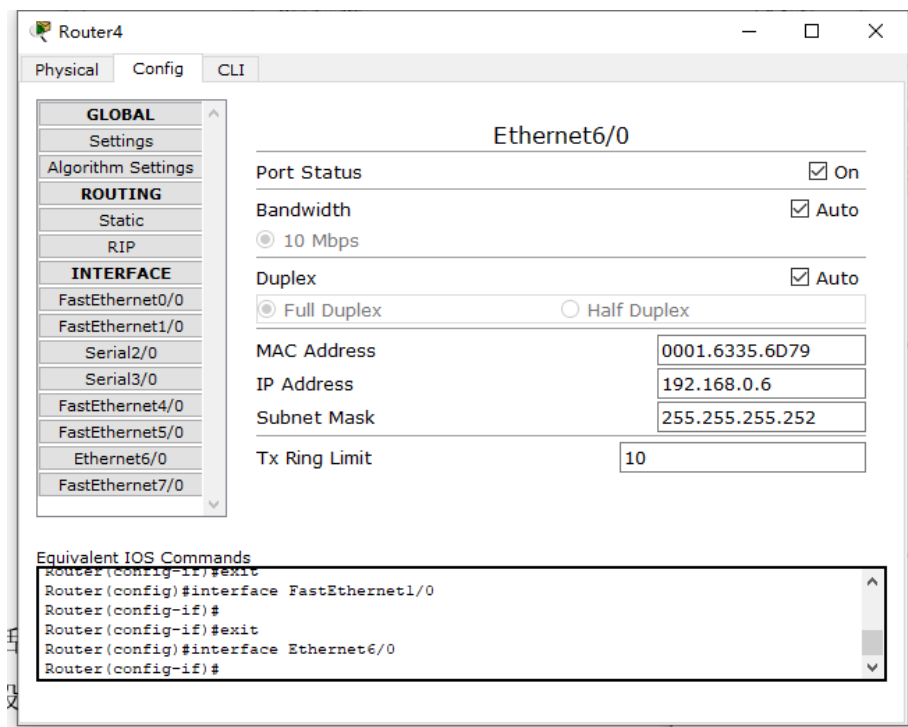 Router4
Physical Config CLI
GLOBAL
Settings
Algorithm Settings
ROUTING
Static
RIP
INTERFACE
FastEthernet0/0
FastEthernet1/0
Serial2/0
Serial3/0
FastEthernet4/0
FastEthernet5/0
Ethernet6/0
FastEthernet7/0
Ethernet6/0
Port Status On
Bandwidth Auto
10 Mbps
Duplex Auto
Full Duplex Half Duplex
MAC Address 0001.6335.6D79
IP Address 192.168.0.6
Subnet Mask 255.255.255.252
Tx Ring Limit 10
Equivalent IOS Commands
Router(config-if)#exit
Router(config)#interface FastEthernet1/0
Router(config-if)#
Router(config-if)#exit
Router(config)#interface Ethernet6/0
Router(config-if)#